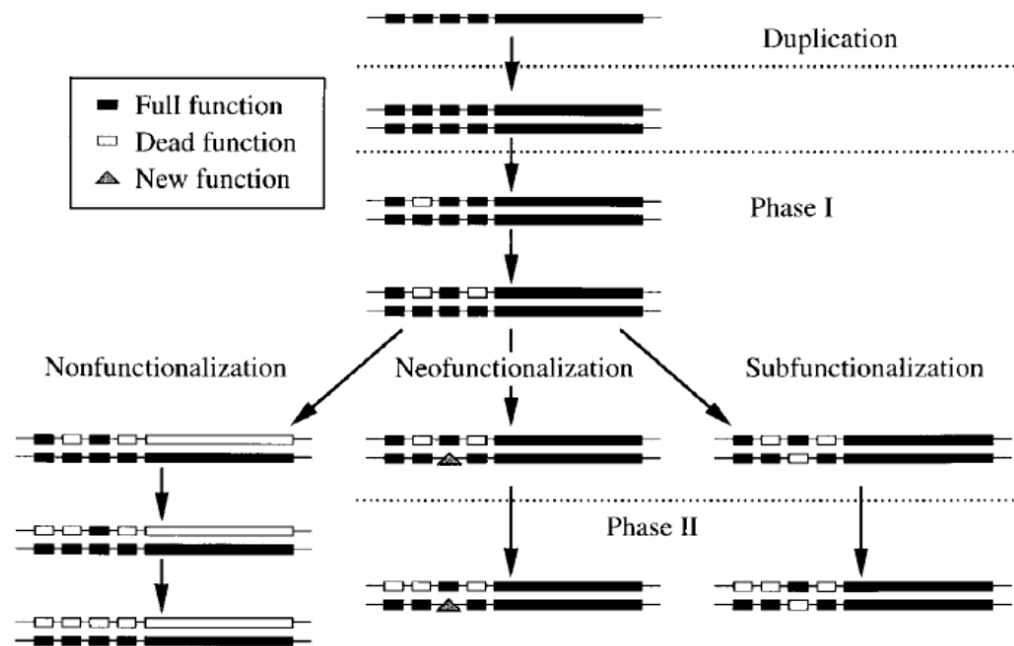 Duplication
Full function
Dead function
New function
Phase I
Nonfunctionalization
Neofunctionalization
Subfunctionalization
Phase II